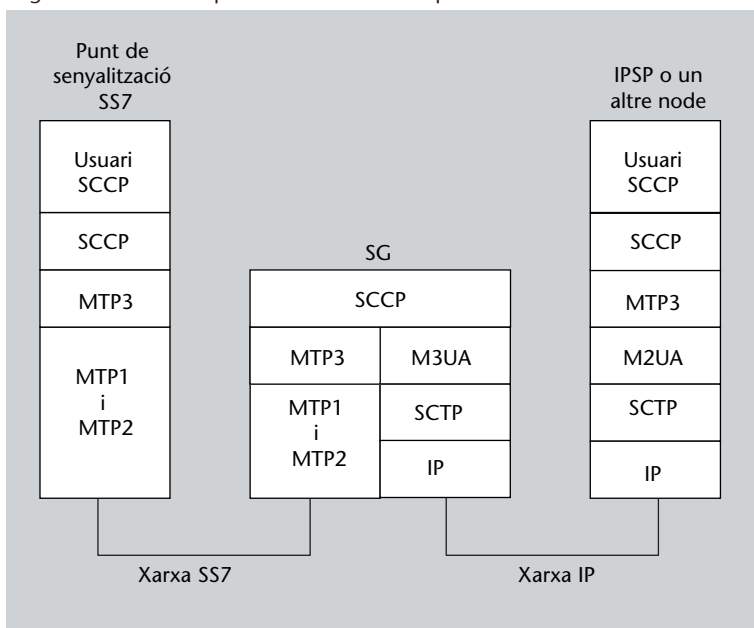 Punt de
senyalització
SS7
Usuari
SCCP
SCCP
MTP3
MTP1
i
MTP2
SG
SCCP
MTP3
M3UA
MTP1
i
MTP2
SCTP
IP
IPSP o un
altre node
Usuari
SCCP
SCCP
MTP3
M2UA
SCTP
IP
Xarxa SS7
Xarxa IP